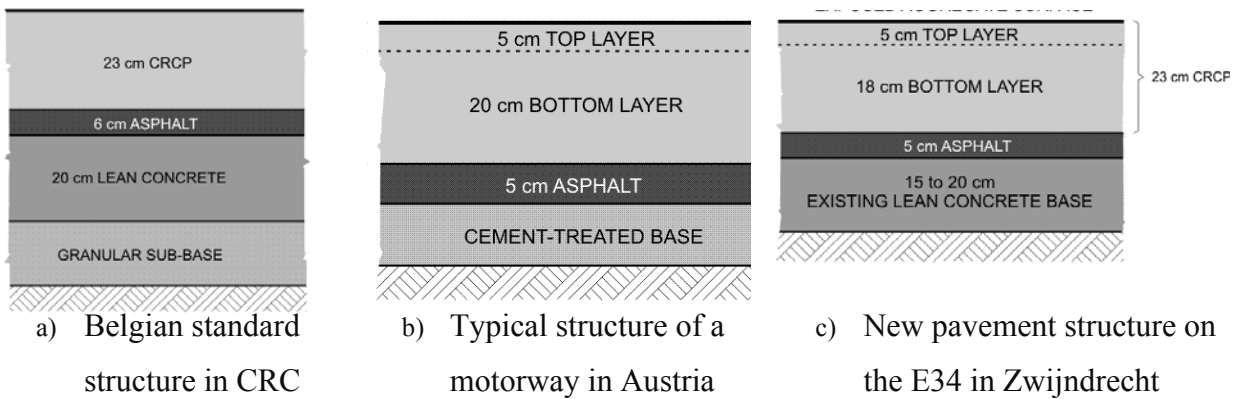 23 cm CRCP
6 cm ASPHALT
20 cm LEAN CONCRETE
GRANULAR SUB-BASE
a) Belgian standard
structure in CRC
5 cm TOP LAYER
20 cm BOTTOM LAYER
5 cm ASPHALT
CEMENT-TREATED BASE
b) Typical structure of a
motorway in Austria
5 cm TOP LAYER
18 cm BOTTOM LAYER
23 cm CRCP
5 cm ASPHALT
15 to 20 cm
EXISTING LEAN CONCRETE BASE
c) New pavement structure on
the E34 in Zwijndrecht